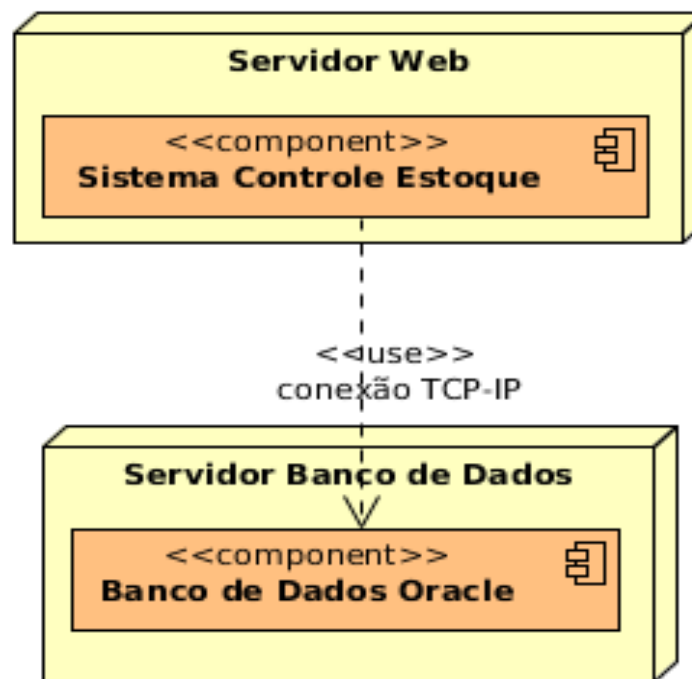 Servidor Web
<<component>>
Sistema Controle Estoque
<<use>>
conexão TCP-IP
Servidor Banco de Dados
<<component>>
Banco de Dados Oracle